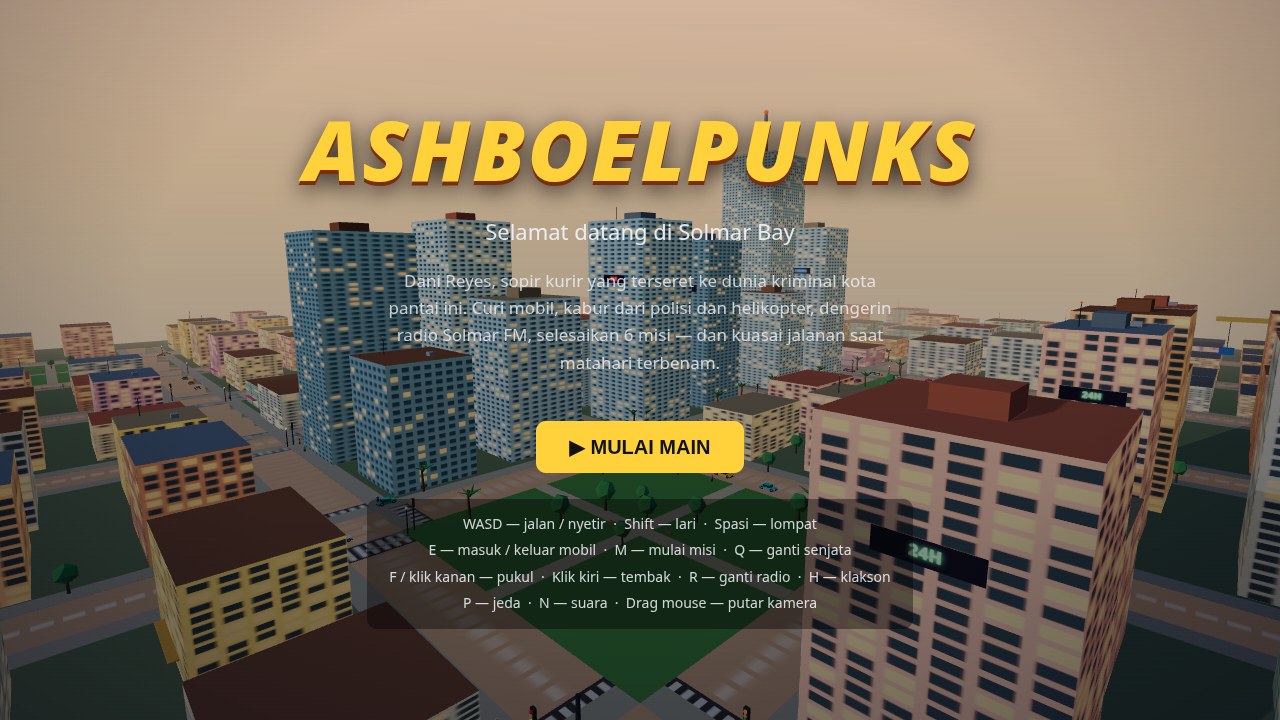 ASHBOELPUNKS
Selamat datang di Solmar Bay
Dani Reyes, sopir kurir yang terseret ke dunia kriminal kota
pantai ini. Curi mobil, kabur dari polisi dan helikopter, dengerin
radio Solmar FM, selesaikan 6 misi — dan kuasai jalanan saat
matahari terbenam.
▶ MULAI MAIN
WASD — jalan / nyetir · Shift — lari · Spasi — lompat
E — masuk / keluar mobil · M — mulai misi · Q — ganti senjata
F / klik kanan — pukul · Klik kiri — tembak · R — ganti radio · H — klakson
P — jeda · N — suara · Drag mouse — putar kamera
24H
24H